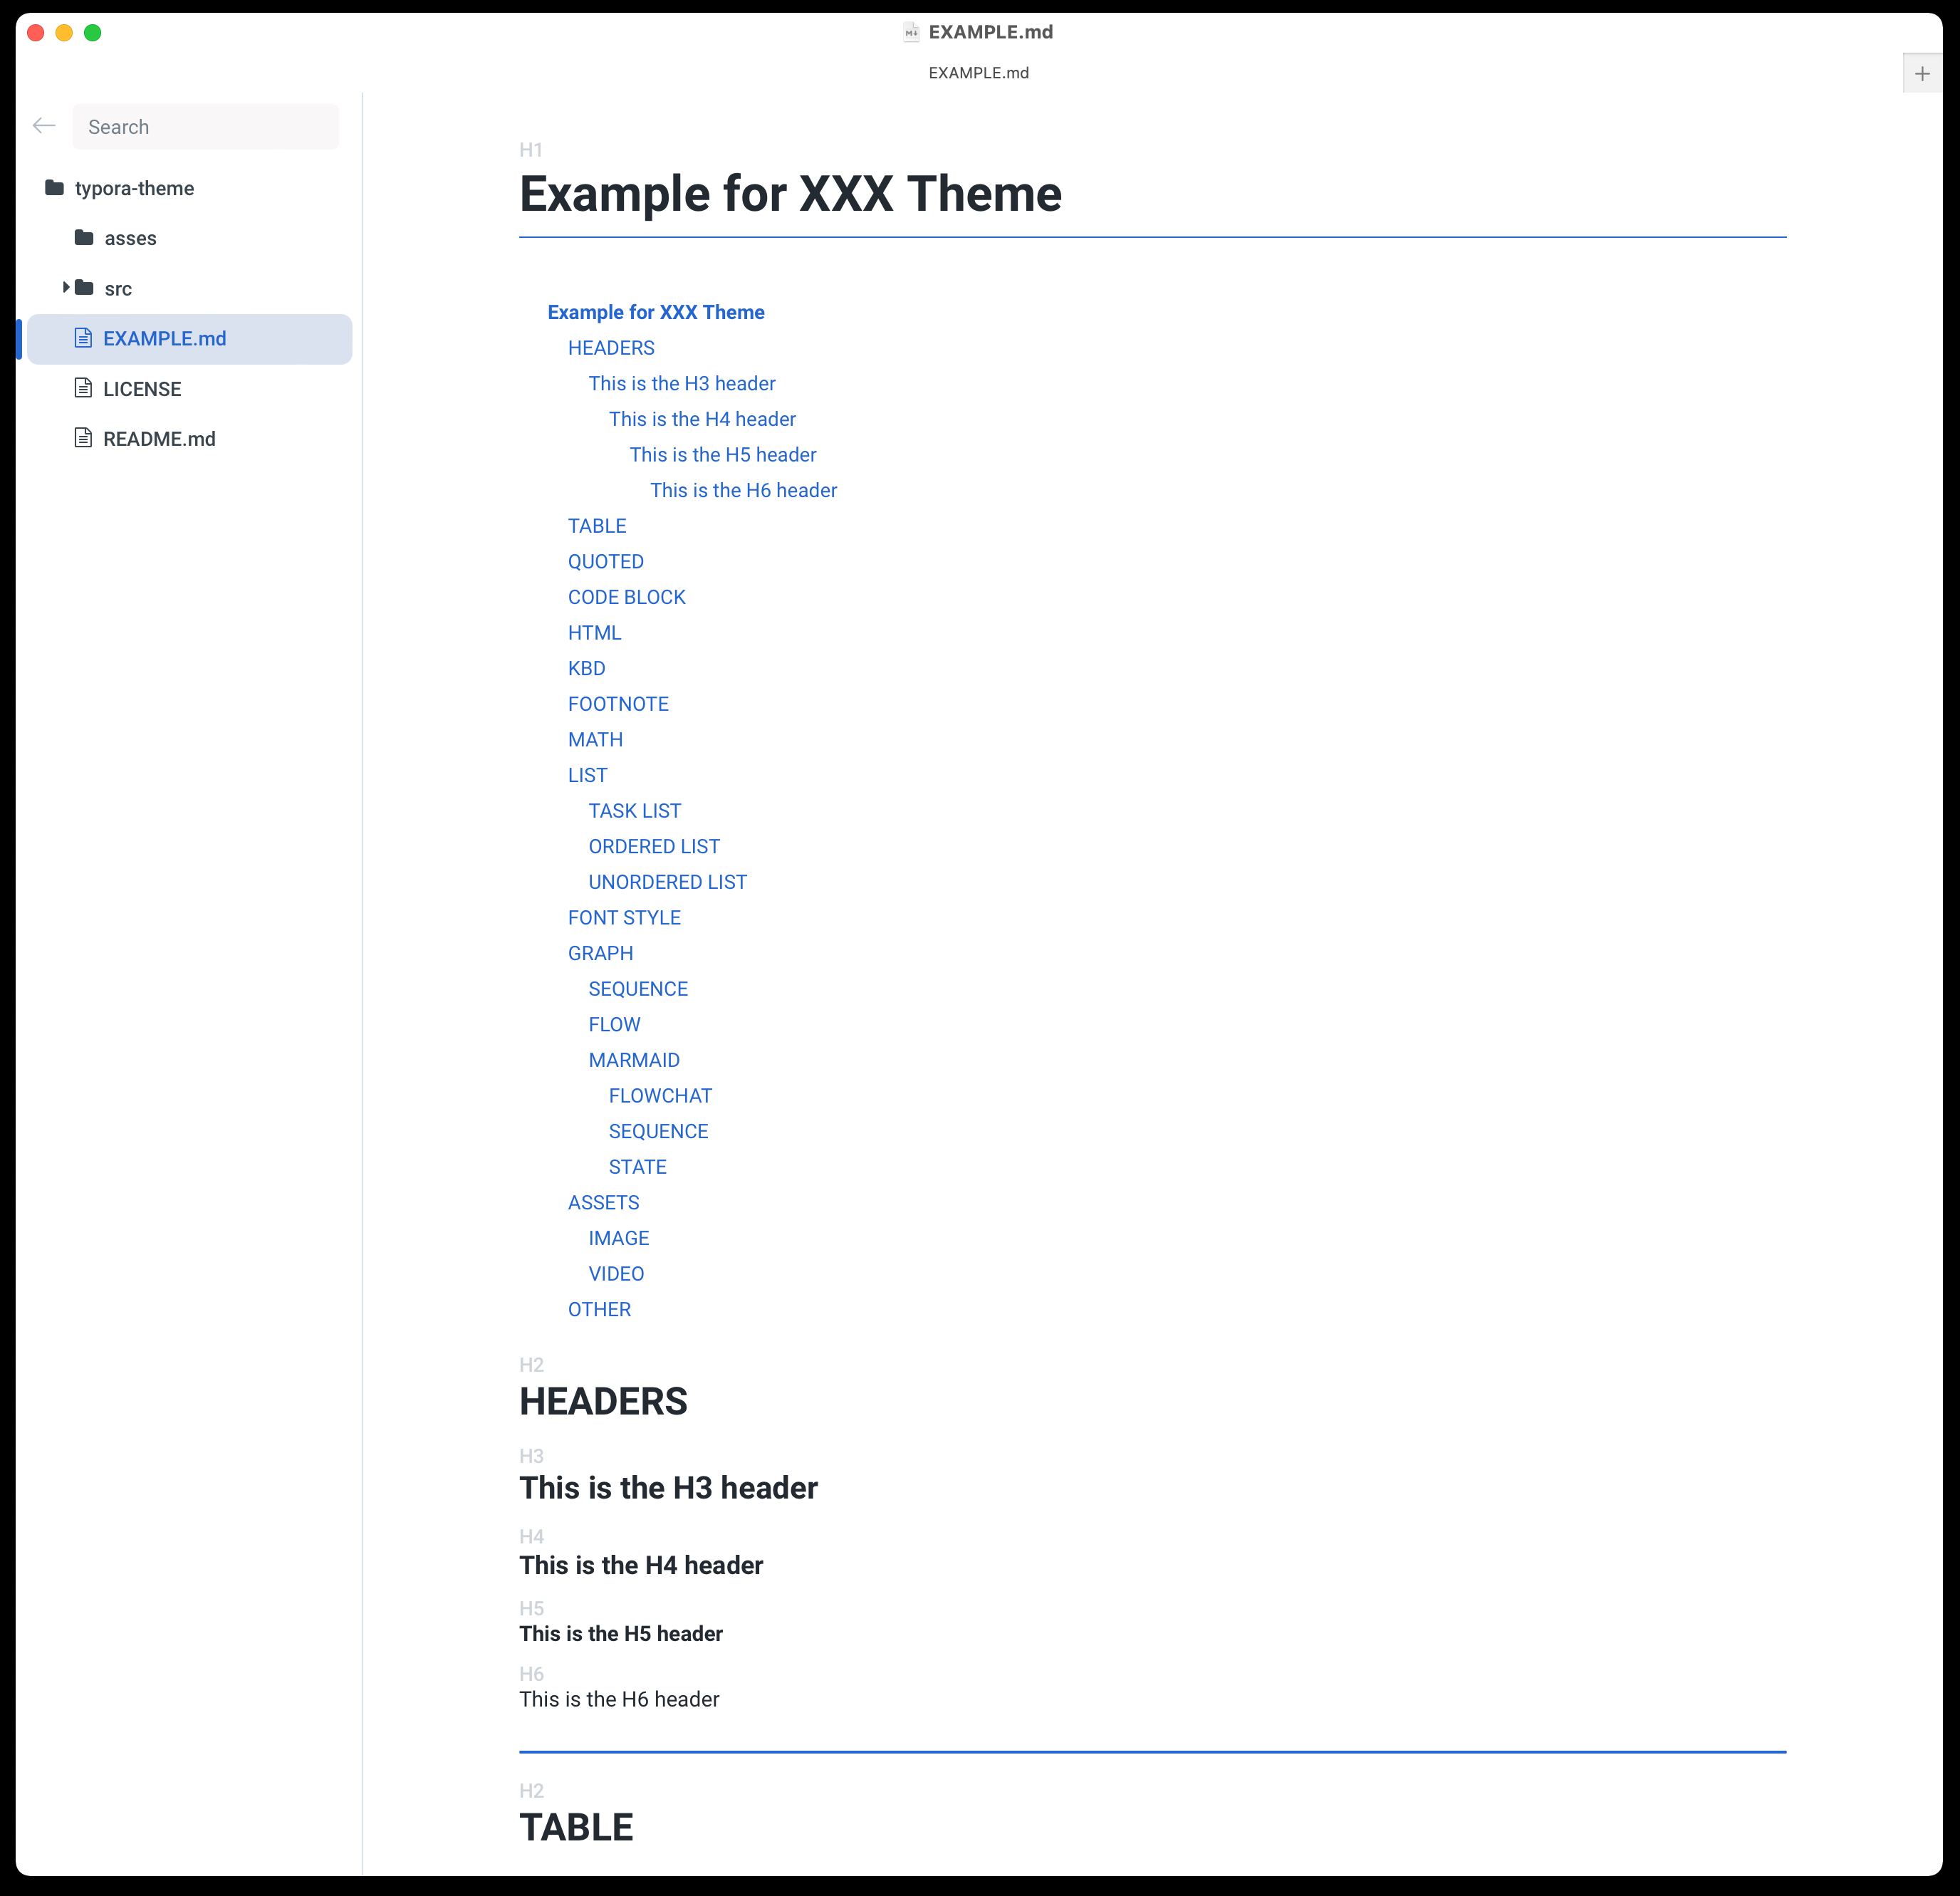 EXAMPLE.md
EXAMPLE.md
Search
typora-theme
asses
src
EXAMPLE.md
LICENSE
README.md
H1
Example for XXX Theme
Example for XXX Theme
HEADERS
This is the H3 header
This is the H4 header
This is the H5 header
This is the H6 header
TABLE
QUOTED
CODE BLOCK
HTML
KBD
FOOTNOTE
MATH
LIST
TASK LIST
ORDERED LIST
UNORDERED LIST
FONT STYLE
GRAPH
SEQUENCE
FLOW
MARMAID
FLOWCHAT
SEQUENCE
STATE
ASSETS
IMAGE
VIDEO
OTHER
H2
HEADERS
H3
This is the H3 header
H4
This is the H4 header
H5
This is the H5 header
H6
This is the H6 header
H2
TABLE